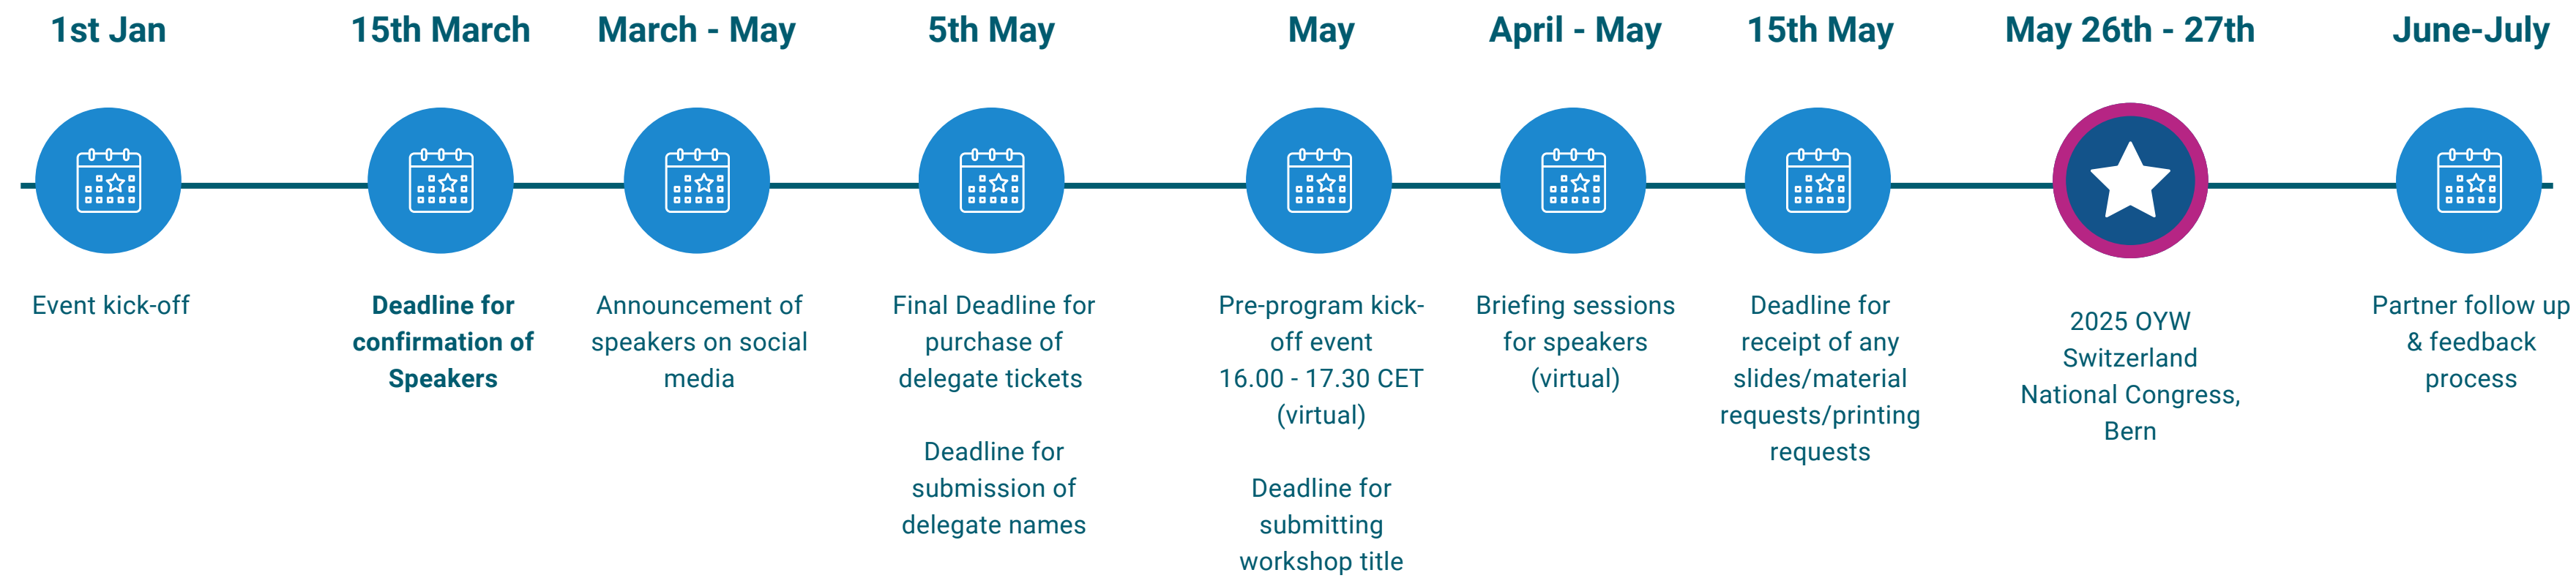 1st Jan
15th March
March - May
5th May
May
April - May
15th May
May 26th - 27th
June-July
Event kick-off
Deadline for
confirmation of
Speakers
Announcement of
speakers on social
media
Final Deadline for
purchase of
delegate tickets
Deadline for
submission of
delegate names
Pre-program kick-
off event
16.00 - 17.30 CET
(virtual)
Deadline for
submitting
workshop title
Briefing sessions
for speakers
(virtual)
Deadline for
receipt of any
slides/material
requests/printing
requests
2025 OYW
Switzerland
National Congress,
Bern
Partner follow up
& feedback
process